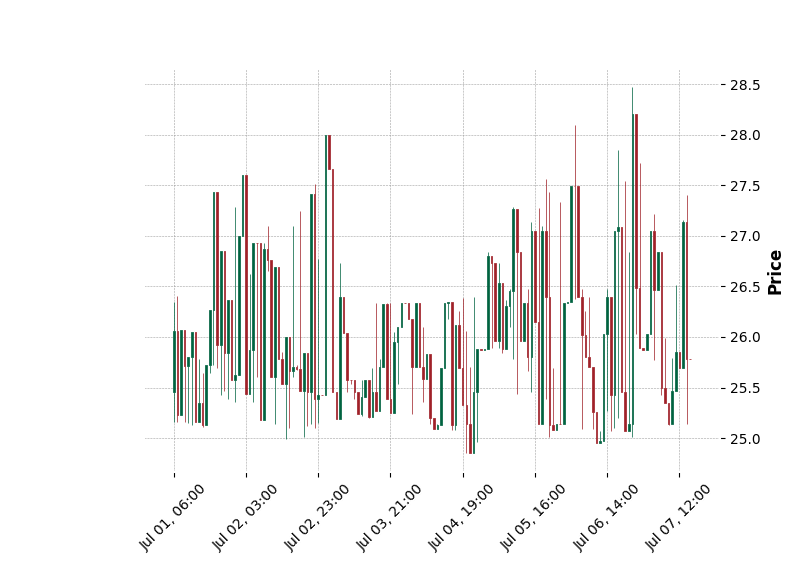 28.5
28.0
27.5
27.0
26.5
26.0
25.5
25.0
Price
Jul 01, 06:00
Jul 02, 03:00
Jul 02, 23:00
Jul 03, 21:00
Jul 04, 19:00
Jul 05, 16:00
Jul 06, 14:00
Jul 07, 12:00